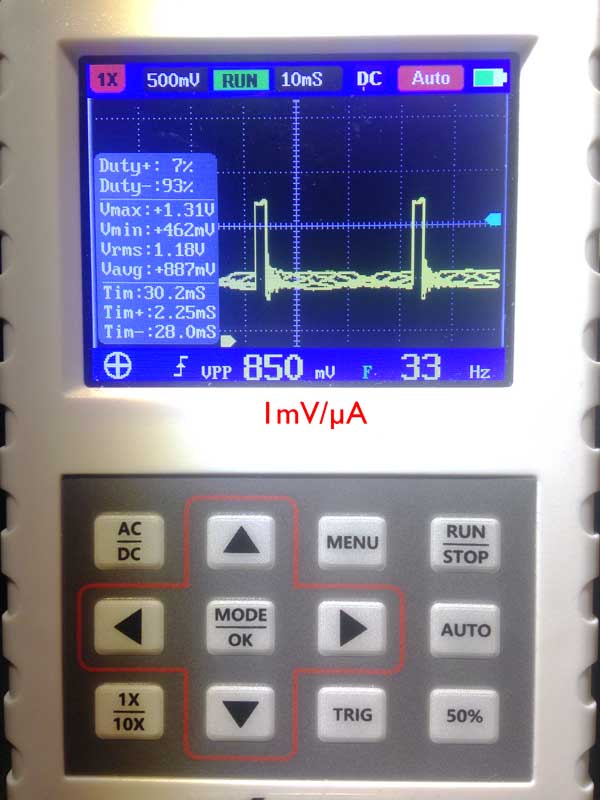 1X 500mV RUN 10mS DC Auto
Duty+: 7%
Duty-:93%
Vmax:+1.31V
Vmin:+462mV
Vrms:1.18V
Vavg:+887mV
Tim:30.2mS
Tim+:2.25mS
Tim-:28.0mS
VPP 850 mV F 33 Hz
1mV/µA
AC
DC
MENU
RUN
STOP
MODE
OK
AUTO
1X
10X
TRIG
50%